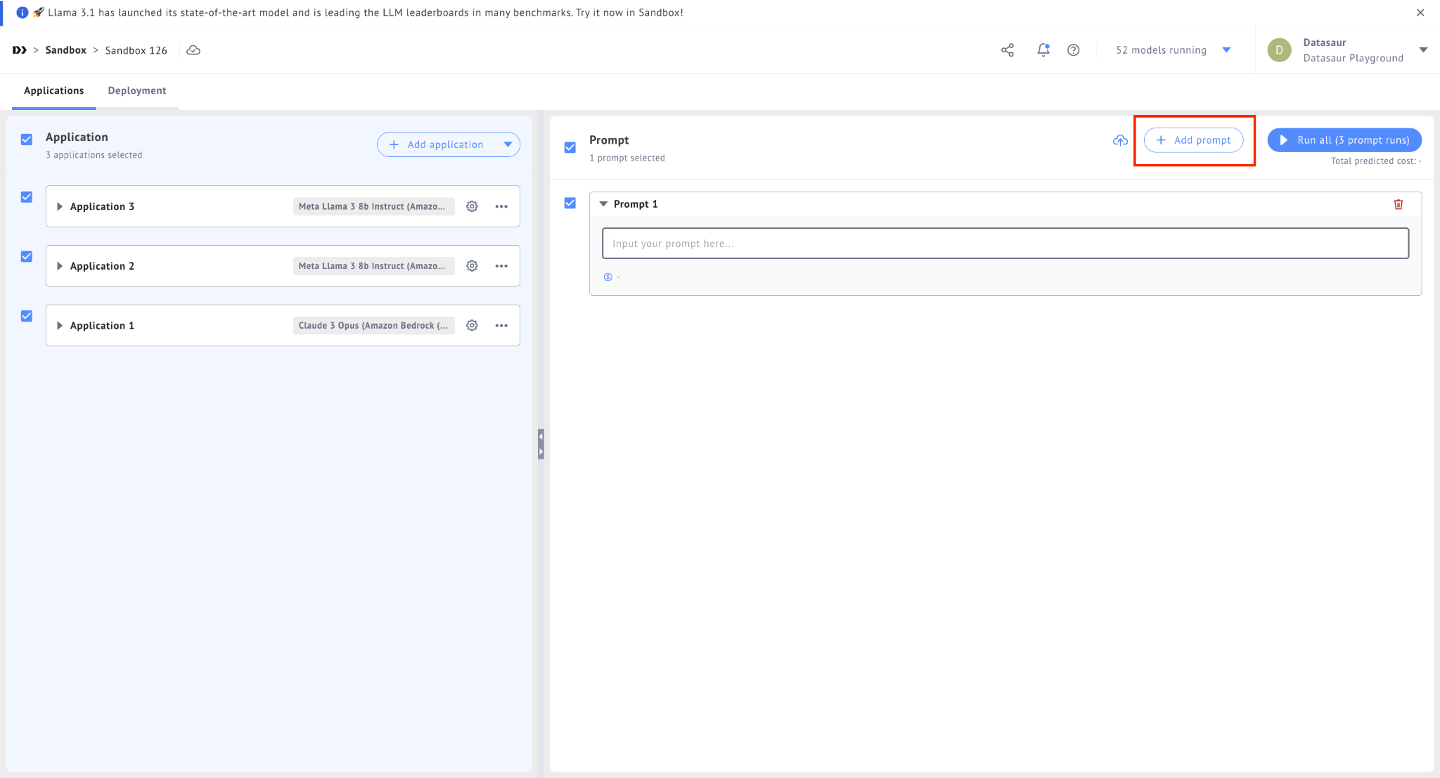 🚀 Llama 3.1 has launched its state-of-the-art model and is leading the LLM leaderboards in many benchmarks. Try it now in Sandbox!
> Sandbox > Sandbox 126
52 models running
D
Datasaur
Datasaur Playground
Applications
Deployment
Application
3 applications selected
+ Add application
Application 3
Meta Llama 3 8b Instruct (Amazo...
Application 2
Meta Llama 3 8b Instruct (Amazo...
Application 1
Claude 3 Opus (Amazon Bedrock (...
Prompt
1 prompt selected
+ Add prompt
Run all (3 prompt runs)
Total predicted cost: -
Prompt 1
Input your prompt here...
-